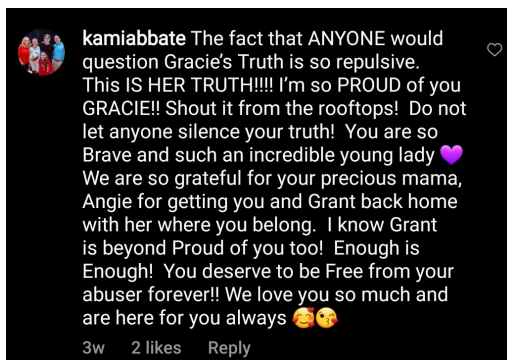 kamiabbate The fact that ANYONE would
question Gracie's Truth is so repulsive.
This IS HER TRUTH!!!! I'm so PROUD of you
GRACIE!! Shout it from the rooftops! Do not
let anyone silence your truth! You are so
Brave and such an incredible young lady 💜
We are so grateful for your precious mama,
Angie for getting you and Grant back home
with her where you belong. I know Grant
is beyond Proud of you too! Enough is
Enough! You deserve to be Free from your
abuser forever!! We love you so much and
are here for you always 🥰😘
3w 2 likes Reply